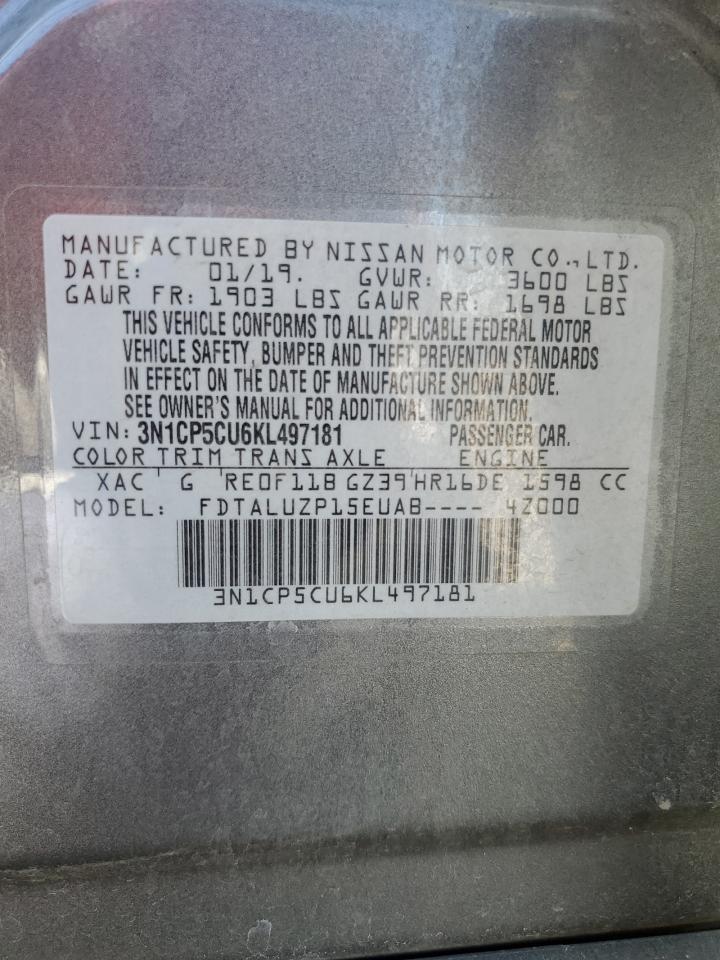 MANUFACTURED BY NISSAN MOTOR CO.,LTD.
DATE: 01/19. GVWR: 3600 LBS
GAWR FR: 1903 LBS GAWR RR: 1698 LBS
THIS VEHICLE CONFORMS TO ALL APPLICABLE FEDERAL MOTOR
VEHICLE SAFETY, BUMPER AND THEFT PREVENTION STANDARDS
IN EFFECT ON THE DATE OF MANUFACTURE SHOWN ABOVE.
SEE OWNER'S MANUAL FOR ADDITIONAL INFORMATION.
VIN: 3N1CP5CU6KL497181 PASSENGER CAR.
COLOR TRIM TRANS AXLE ENGINE
XAC G RE0F11B GZ39 HR16DE 1598 CC
MODEL: FDTALUZP15EUAB---- 4Z000
3N1CP5CU6KL497181